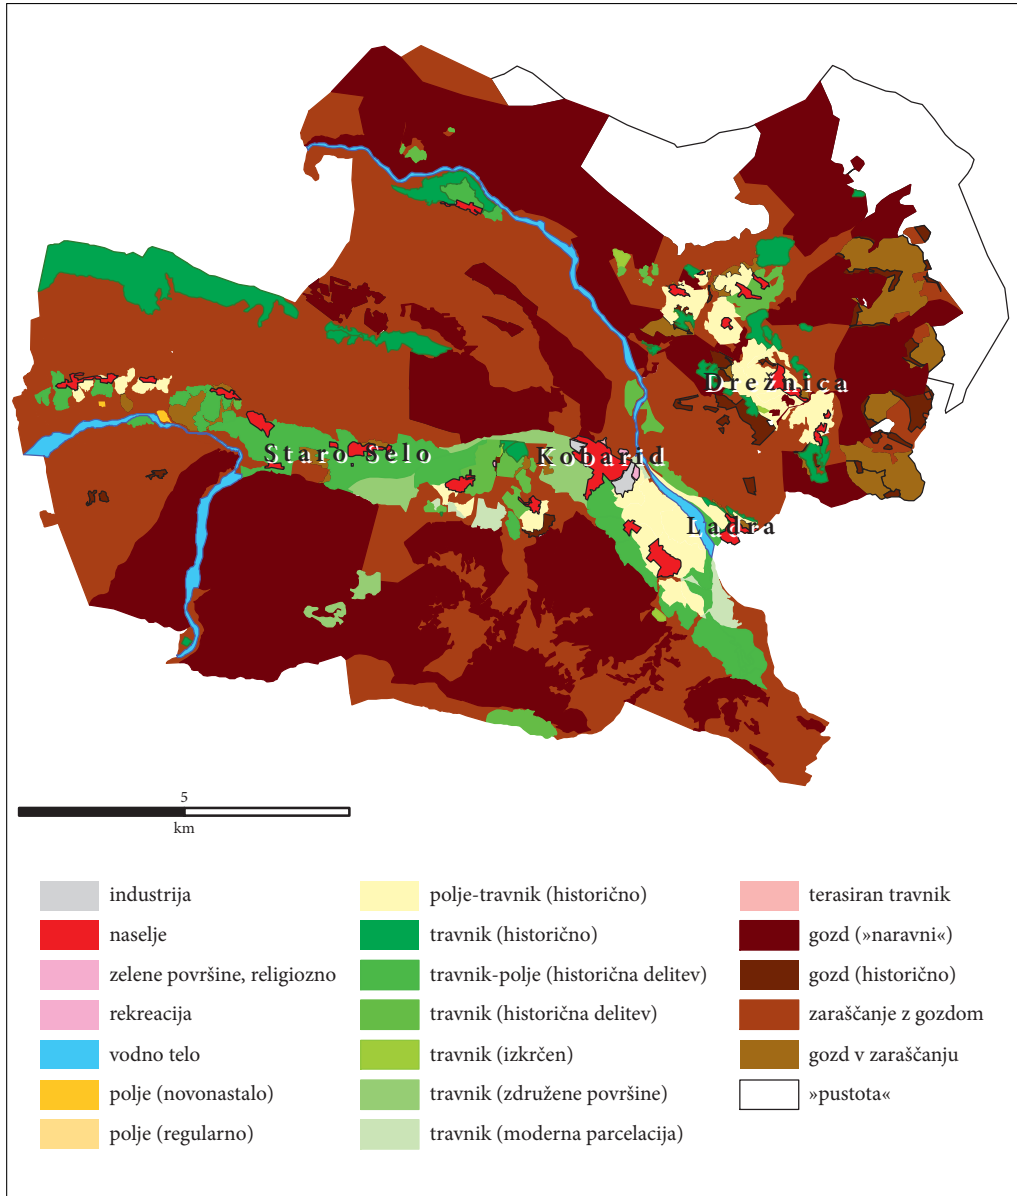 Drežnica
Staro Selo
Kobarid
Ladra
5
km
industrija
naselje
zelene površine, religiozno
rekreacija
vodno telo
polje (novonastalo)
polje (regularno)
polje-travnik (historično)
travnik (historično)
travnik-polje (historična delitev)
travnik (historična delitev)
travnik (izkrčen)
travnik (združene površine)
travnik (moderna parcelacija)
terasiran travnik
gozd (»naravni«)
gozd (historično)
zaraščanje z gozdom
gozd v zaraščanju
»pustota«